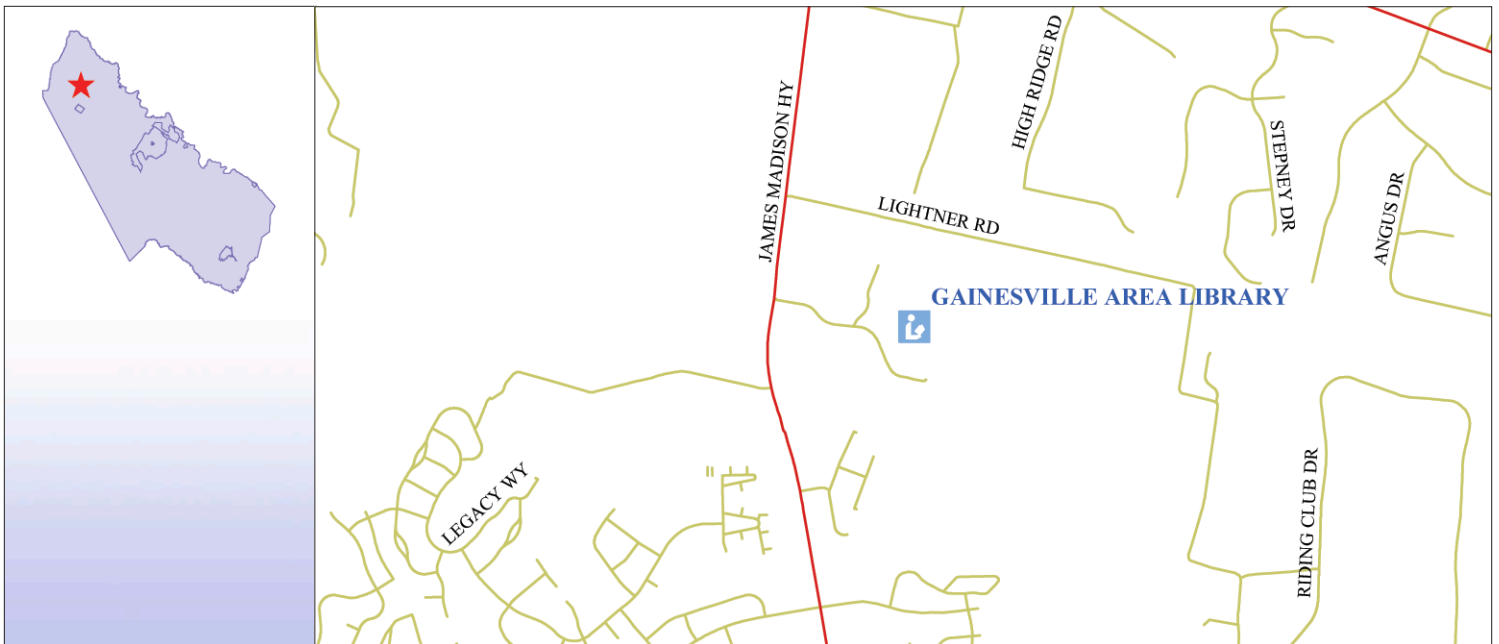 JAMES MADISON HY
HIGH RIDGE RD
STEPNEY DR
ANGUS DR
LIGHTNER RD
GAINESVILLE AREA LIBRARY
LEGACY WY
RIDING CLUB DR